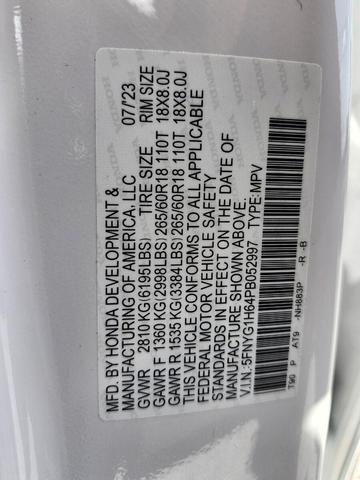 MFD. BY HONDA DEVELOPMENT & 07/'23
MANUFACTURING OF AMERICA, LLC
GVWR 2810 KG(6195LBS) TIRE SIZE RIM SIZE
GAWR F 1360 KG(2998LBS)265/60R18 110T 18X8.0J
GAWR R 1535 KG(3384LBS)265/60R18 110T 18X8.0J
THIS VEHICLE CONFORMS TO ALL APPLICABLE
FEDERAL MOTOR VEHICLE SAFETY
STANDARDS IN EFFECT ON THE DATE OF
MANUFACTURE SHOWN ABOVE.
V.I.N.:5FNYG1H64PB052997 TYPE:MPV
T90 P AT9 -NH883P -R -B